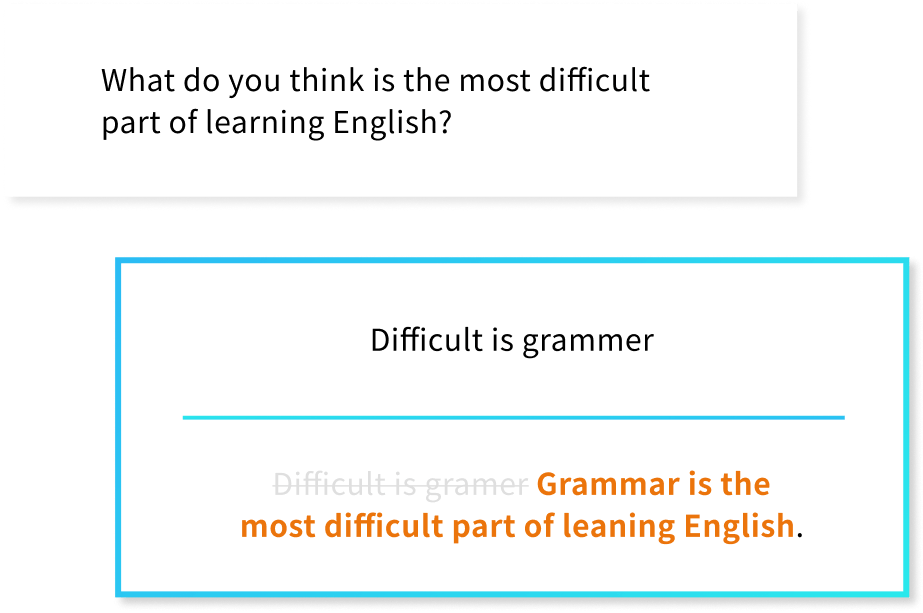 What do you think is the most difficult
part of learning English?
Difficult is grammer
Difficult is gramer Grammar is the
most difficult part of leaning English.